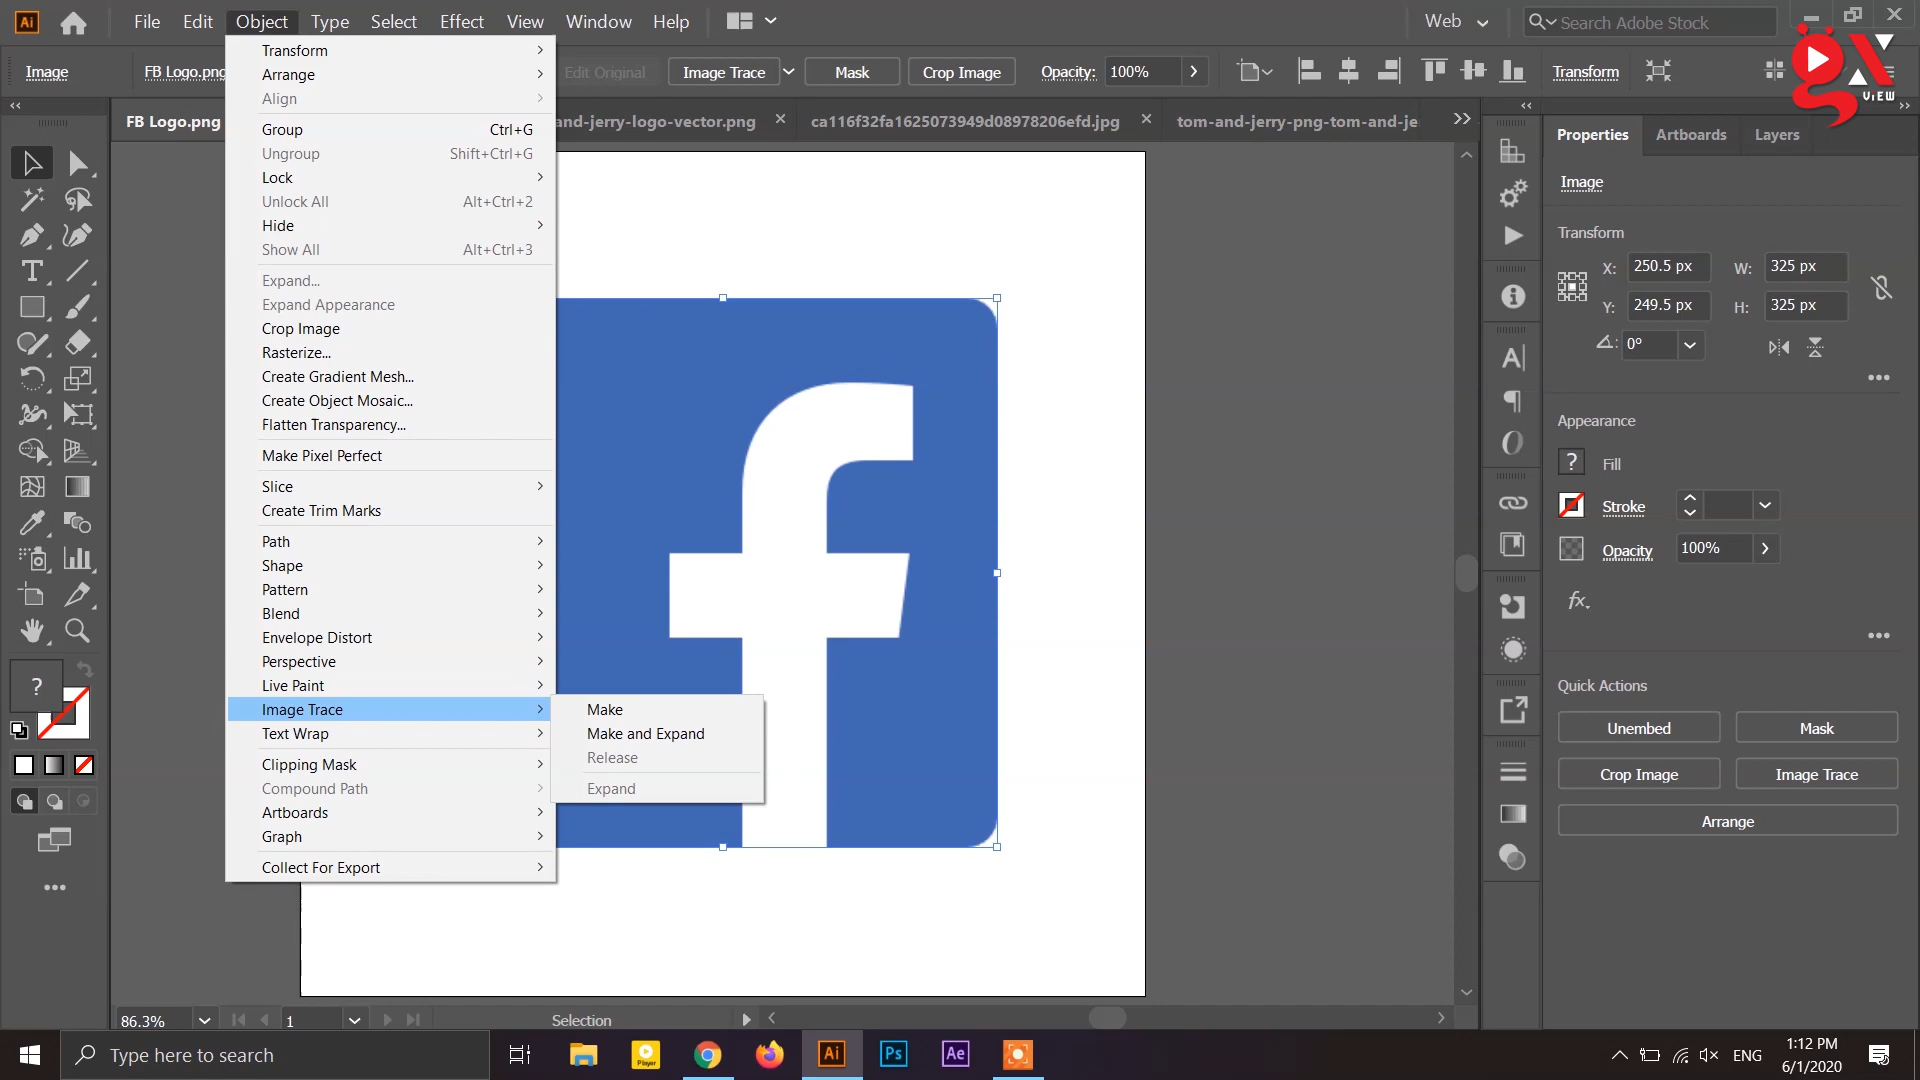 Ai File Edit Object Type Select Effect View Window Help Web Search Adobe Stock
Image FB Logo.png Edit Original Image Trace Mask Crop Image Opacity: 100% Transform
VIEW
FB Logo.png and-jerry-logo-vector.png ca116f32fa1625073949d08978206efd.jpg tom-and-jerry-png-tom-and-je
Transform
Arrange
Align
Group Ctrl+G
Ungroup Shift+Ctrl+G
Lock
Unlock All Alt+Ctrl+2
Hide
Show All Alt+Ctrl+3
Expand...
Expand Appearance
Crop Image
Rasterize...
Create Gradient Mesh...
Create Object Mosaic...
Flatten Transparency...
Make Pixel Perfect
Slice
Create Trim Marks
Path
Shape
Pattern
Blend
Envelope Distort
Perspective
Live Paint
Image Trace
Text Wrap
Clipping Mask
Compound Path
Artboards
Graph
Collect For Export
Make
Make and Expand
Release
Expand
f
?
Properties Artboards Layers
Image
Transform
X: 250.5 px W: 325 px
Y: 249.5 px H: 325 px
0°
Appearance
? Fill
Stroke
Opacity 100%
fx.
Quick Actions
Unembed Mask
Crop Image Image Trace
Arrange
86.3% 1 Selection
Type here to search Player Ai Ps Ae ENG 1:12 PM
6/1/2020